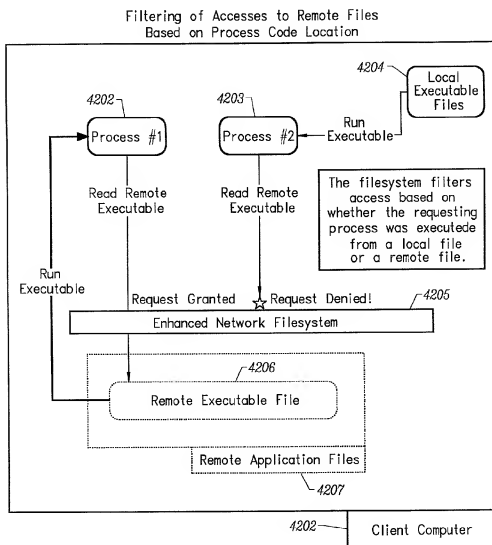 Filtering of Accesses to Remote Files
Based on Process Code Location
4202
4203
4204
Local
Executable
Files
Process #1
Process #2
Run
Executable
Read Remote
Executable
Read Remote
Executable
The filesystem filters
access based on
whether the requesting
process was executede
from a local file
or a remote file.
Run
Executable
Request Granted
Request Denied!
4205
Enhanced Network Filesystem
4206
Remote Executable File
Remote Application Files
4207
4202
Client Computer